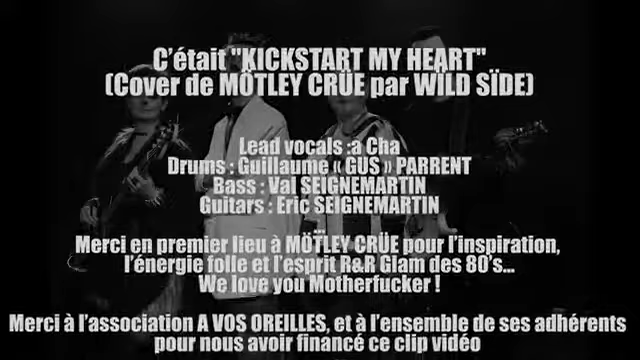 C'était "KICKSTART MY HEART"
(Cover de MÖTLEY CRÜE par WÏLD SÏDE)
Lead vocals :a Cha
Drums : Guillaume « GUS » PARRENT
Bass : Val SEIGNEMARTIN
Guitars : Eric SEIGNEMARTIN
...
Merci en premier lieu à MÖTLEY CRÜE pour l'inspiration,
l'énergie folle et l'esprit R&R Glam des 80's...
We love you Motherfucker !
Merci à l'association A VOS OREILLES, et à l'ensemble de ses adhérents
pour nous avoir financé ce clip vidéo